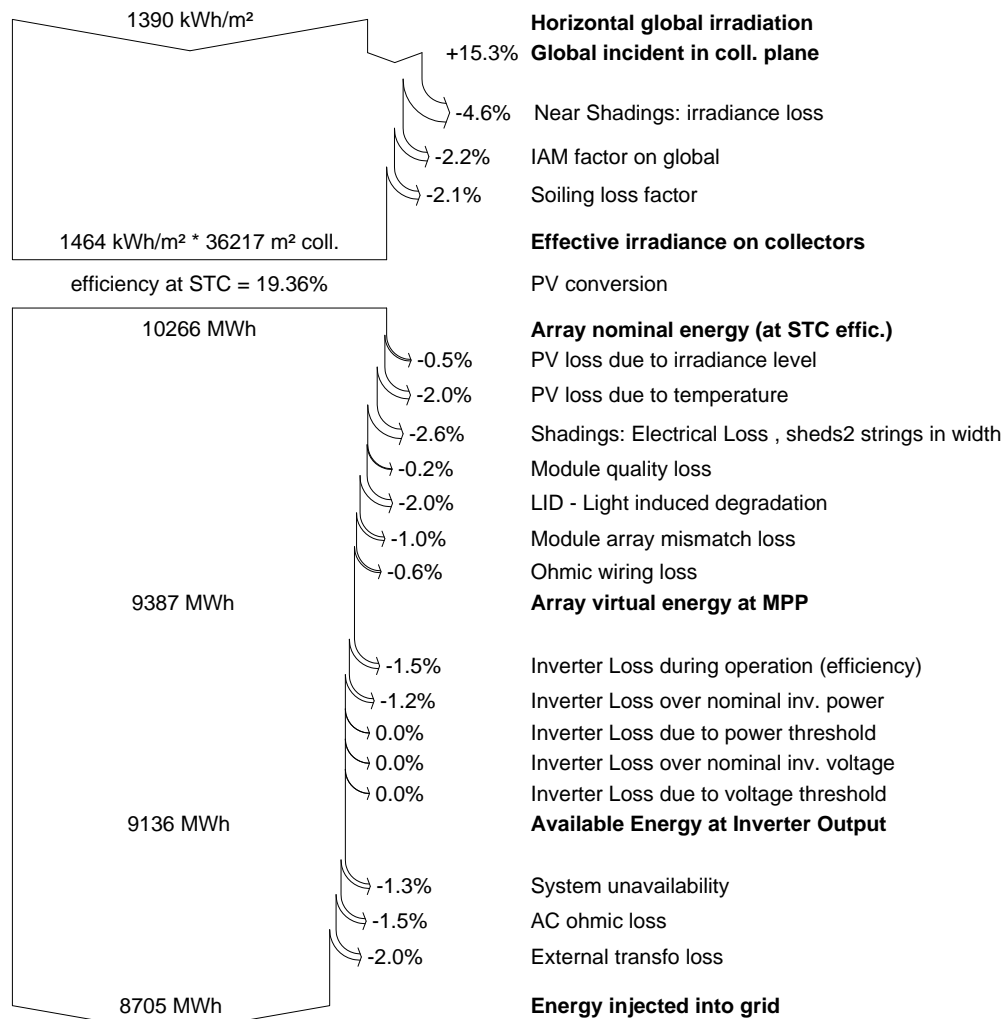 1390 kWh/m² Horizontal global irradiation
+15.3% Global incident in coll. plane
-4.6% Near Shadings: irradiance loss
-2.2% IAM factor on global
-2.1% Soiling loss factor
1464 kWh/m² * 36217 m² coll. Effective irradiance on collectors
efficiency at STC = 19.36% PV conversion
10266 MWh Array nominal energy (at STC effic.)
-0.5% PV loss due to irradiance level
-2.0% PV loss due to temperature
-2.6% Shadings: Electrical Loss , sheds2 strings in width
-0.2% Module quality loss
-2.0% LID - Light induced degradation
-1.0% Module array mismatch loss
-0.6% Ohmic wiring loss
9387 MWh Array virtual energy at MPP
-1.5% Inverter Loss during operation (efficiency)
-1.2% Inverter Loss over nominal inv. power
0.0% Inverter Loss due to power threshold
0.0% Inverter Loss over nominal inv. voltage
0.0% Inverter Loss due to voltage threshold
9136 MWh Available Energy at Inverter Output
-1.3% System unavailability
-1.5% AC ohmic loss
-2.0% External transfo loss
8705 MWh Energy injected into grid